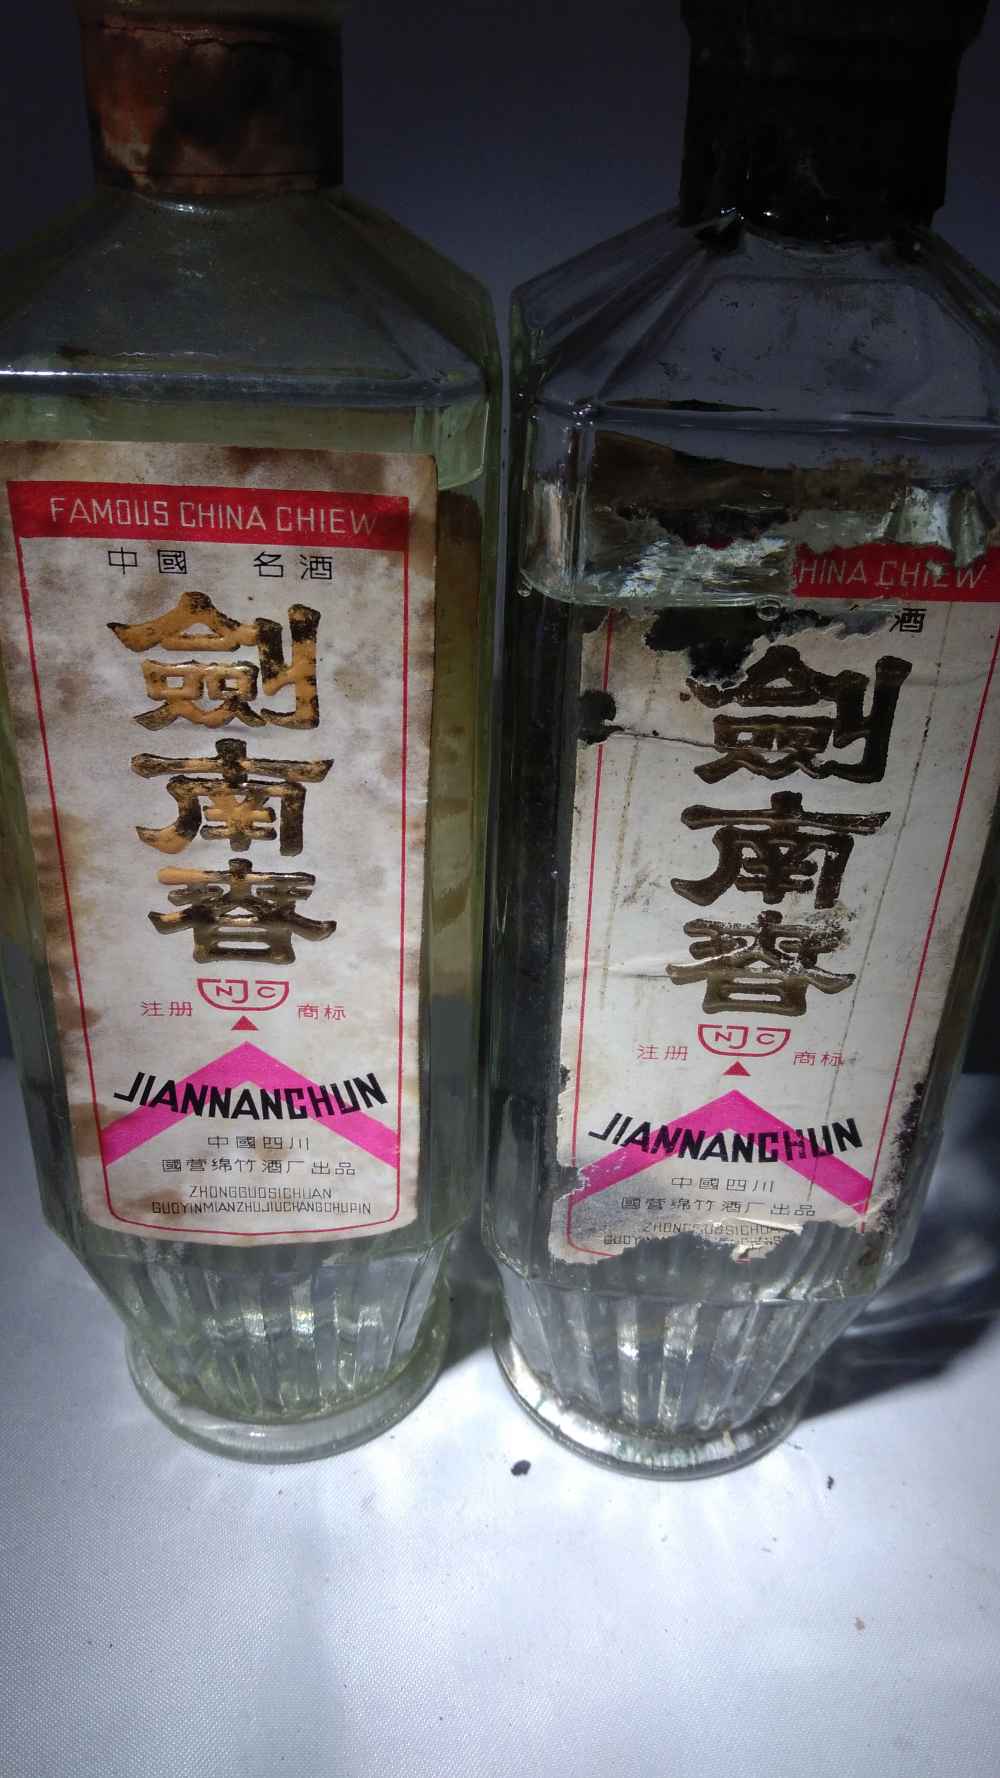 FAMOUS CHINA CHIEW
中國 名酒
劍南春
NJC
注册 商标
JIANNANCHUN
中國四川
國营绵竹酒厂出品
ZHONGGUOSICHUAN
GUOYINMIANZHUJIUCHANGCHUPIN
HINA CHIEW
酒
劍南春
NJC
注册 商标
JIANNANCHUN
中國四川
國营绵竹酒厂出品